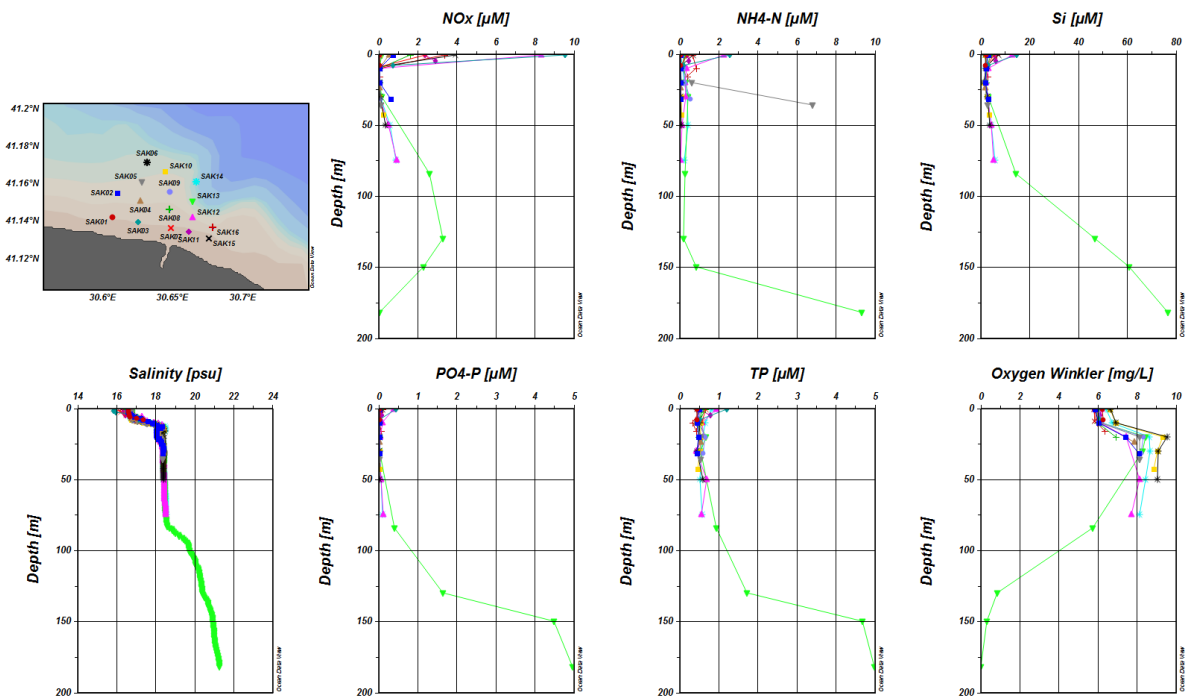 NOx [µM]
NH4-N [µM]
Si [µM]
0 2 4 6 8 10
0 2 4 6 8 10
0 20 40 60 80
0
50
100
150
200
Depth [m]
Ocean Data View
0
50
100
150
200
Depth [m]
Ocean Data View
0
50
100
150
200
Depth [m]
Ocean Data View
41.2°N
41.18°N
41.16°N
41.14°N
41.12°N
SAK06
SAK10
SAK05
SAK09
SAK14
SAK02
SAK13
SAK04
SAK08
SAK12
SAK01
SAK03
SAK07
SAK11
SAK16
SAK15
30.6°E 30.65°E 30.7°E
Ocean Data View
Salinity [psu]
PO4-P [µM]
TP [µM]
Oxygen Winkler [mg/L]
14 16 18 20 22 24
0 1 2 3 4 5
0 1 2 3 4 5
0 2 4 6 8 10
0
50
100
150
200
Depth [m]
Ocean Data View
0
50
100
150
200
Depth [m]
Ocean Data View
0
50
100
150
200
Depth [m]
Ocean Data View
0
50
100
150
200
Depth [m]
Ocean Data View